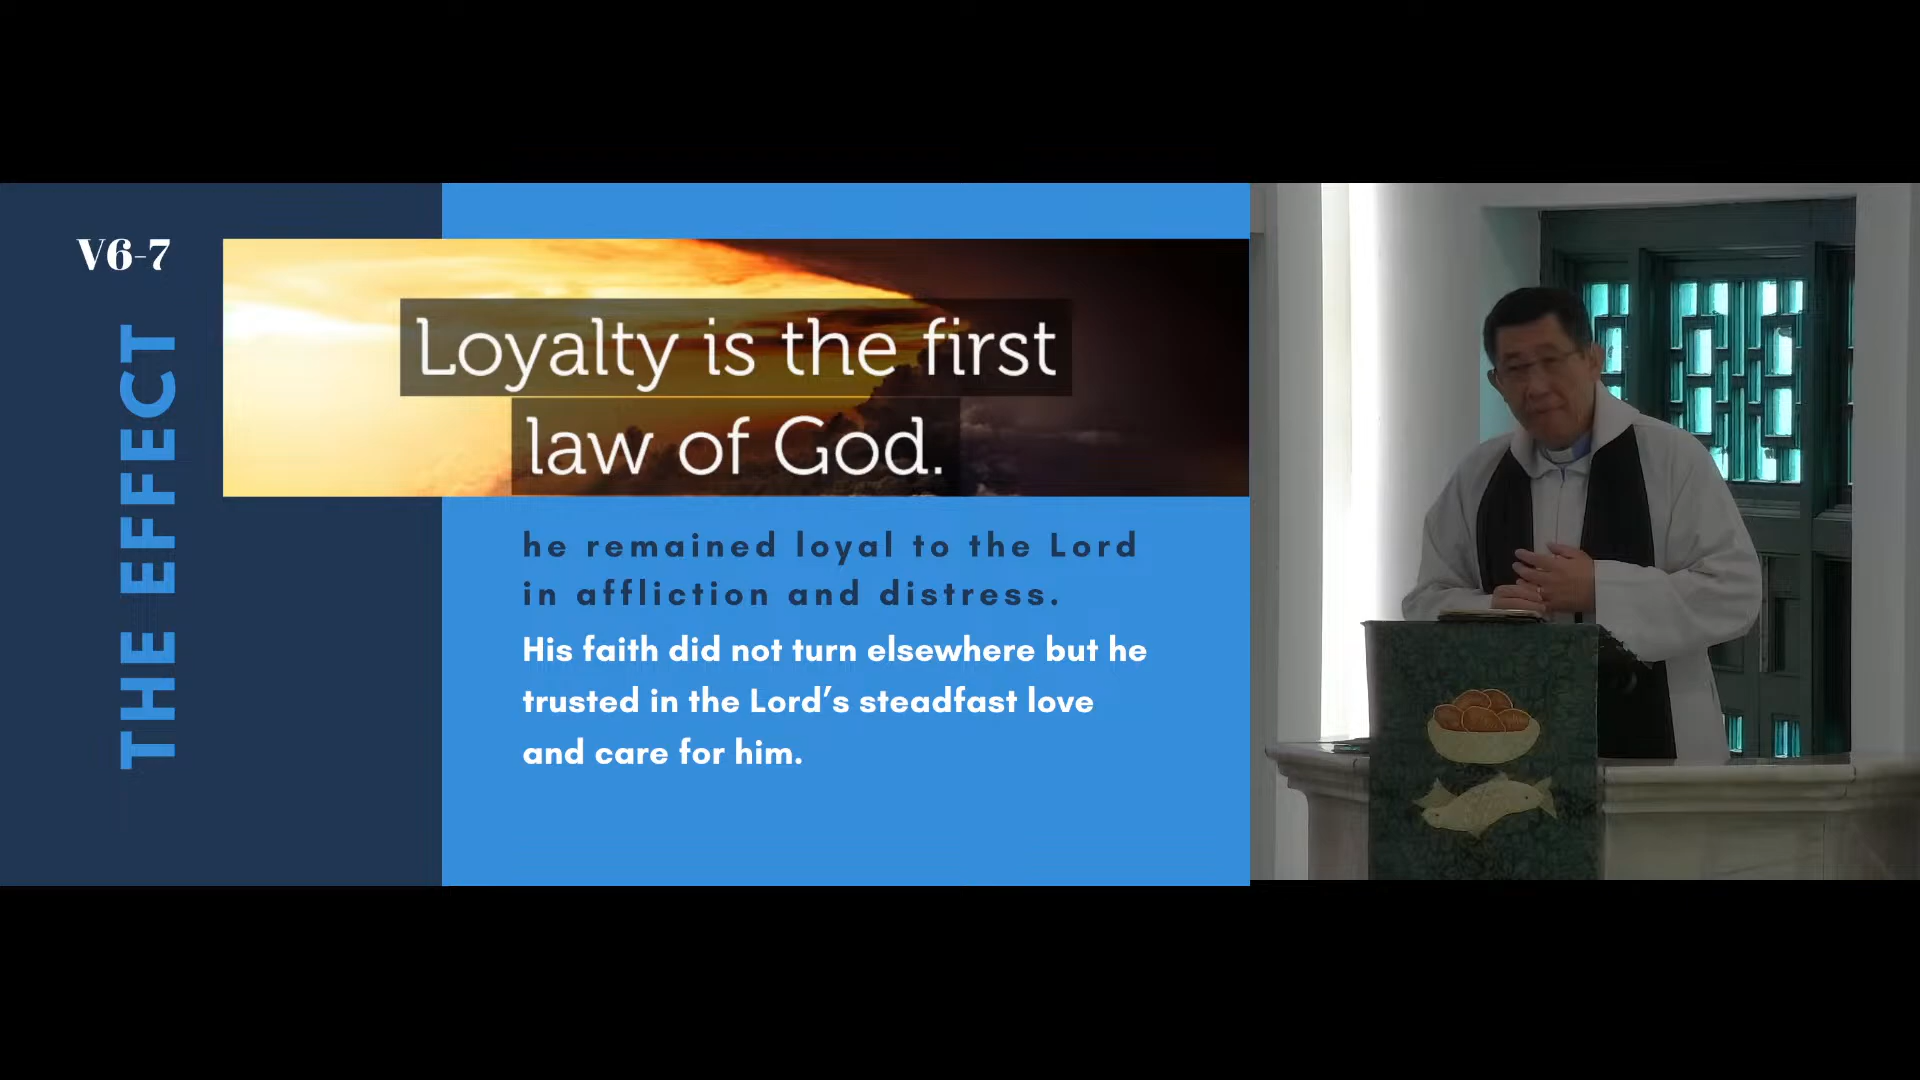 V6-7
THE EFFECT
Loyalty is the first
law of God.
he remained loyal to the Lord
in affliction and distress.
His faith did not turn elsewhere but he
trusted in the Lord’s steadfast love
and care for him.